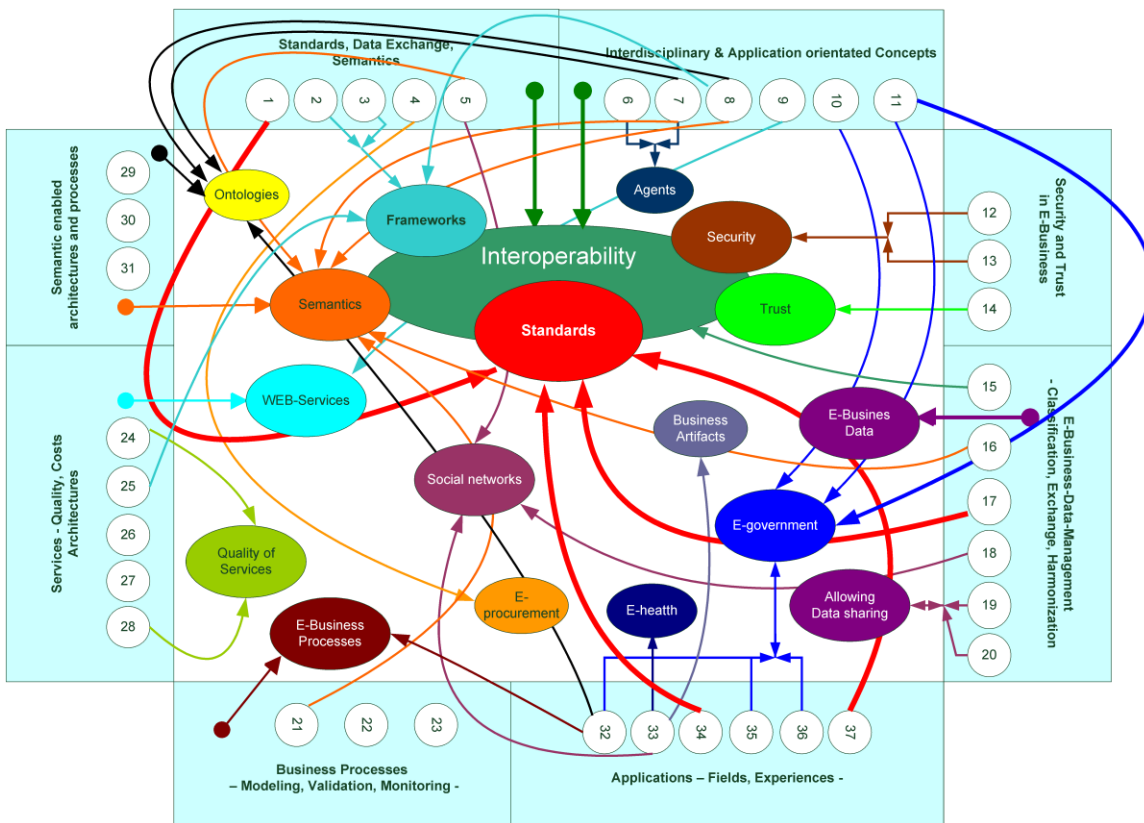 Standards, Data Exchange,
Semantics
Interdisciplinary & Application orientated Concepts
1
2
3
4
5
6
7
8
9
10
11
Semantic enabled
architectures and processes
29
30
31
Services - Quality, Costs
Architectures
24
25
26
27
28
Ontologies
Frameworks
Agents
Security
Interoperability
Semantics
Standards
Trust
WEB-Services
Business
Artifacts
E-Busines
Data
Social networks
E-government
Quality of
Services
E-
procurement
E-heatth
Allowing
Data sharing
E-Business
Processes
Security and Trust
in E-Business
12
13
14
E-Business-Data-Management
- Classification, Exchange, Harmonization
15
16
17
18
19
20
21
22
23
32
33
34
35
36
37
Business Processes
– Modeling, Validation, Monitoring -
Applications – Fields, Experiences -